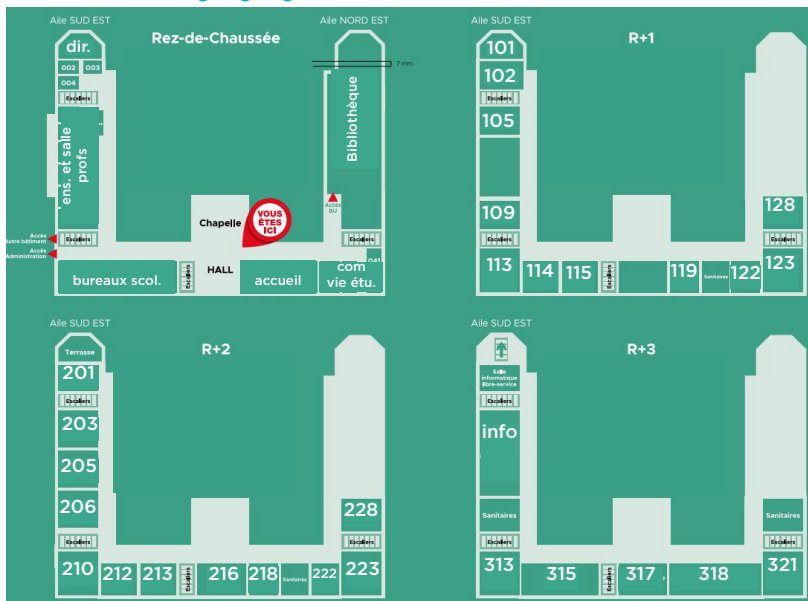 Aile SUD EST
Rez-de-Chaussée
Aile NORD EST
dir.
002
003
004
Escaliers
ens. et salle
profs
7 mm
Bibliothèque
Accès
BU
Chapelle
VOUS
ÊTES
ICI
Accès
Autre bâtiment
Escaliers
Accès
Administration
Escaliers
041
HALL
bureaux scol.
Escaliers
accueil
com
vie étu.
Aile SUD EST
R+1
101
102
Escaliers
105
109
128
Escaliers
Escaliers
113
114
115
Escaliers
119
Sanitaires
122
123
Aile SUD EST
R+2
Terrasse
201
Escaliers
203
205
206
228
Escaliers
Escaliers
210
212
213
Escaliers
216
218
Sanitaires
222
223
Aile SUD EST
R+3
Salle
informatique
libre-service
Escaliers
info
Sanitaires
Sanitaires
Escaliers
Escaliers
313
315
Escaliers
317
318
321